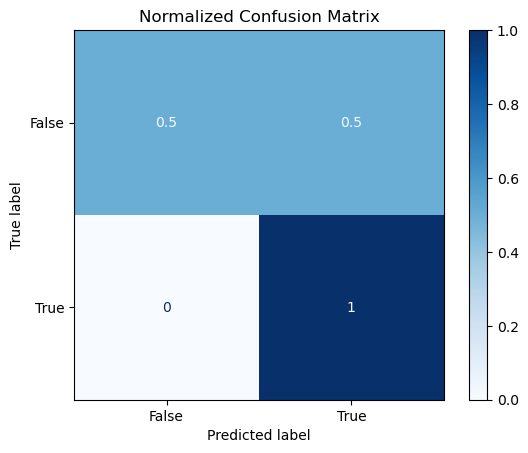 Normalized Confusion Matrix
1.0
0.8
0.6
0.4
0.2
0.0
True label
False
True
0.5 0.5
0 1
False True
Predicted label